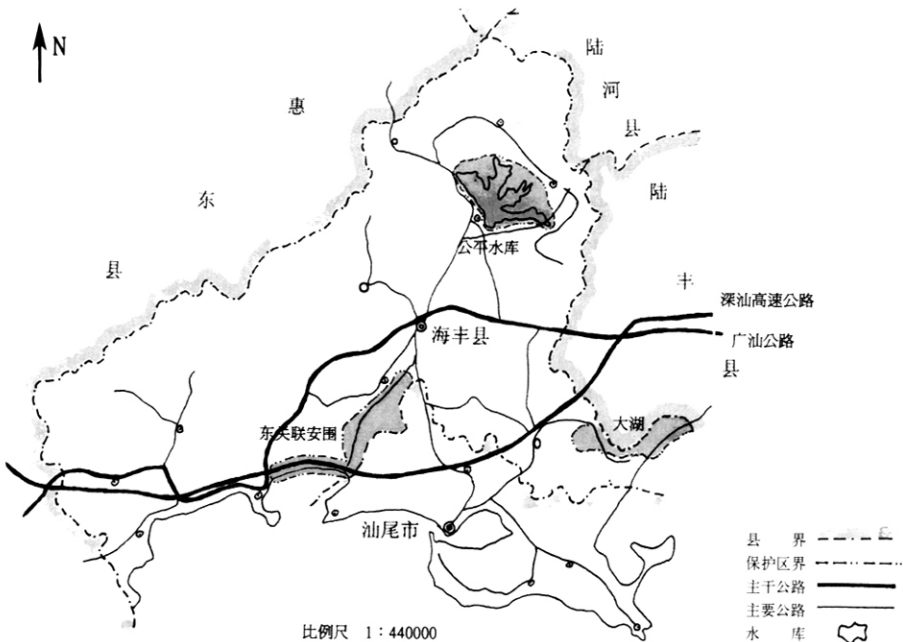 N
陆
河
县
惠
东
县
陆
丰
县
公平水库
深汕高速公路
广汕公路
海丰县
东关联安围
大湖
汕尾市
县 界
保护区界
主干公路
主要公路
水 库
比例尺 1：440000